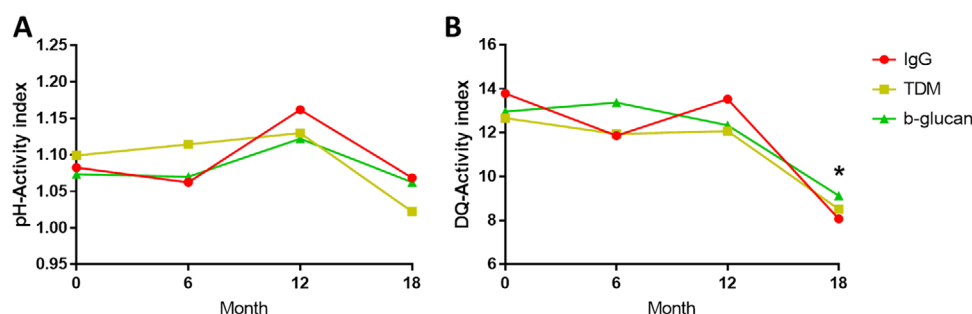 A
pH-Activity index
1.25
1.20
1.15
1.10
1.05
1.00
0.95
0
6
12
18
Month
B
DQ-Activity index
16
14
12
10
8
6
*
0
6
12
18
Month
IgG
TDM
b-glucan